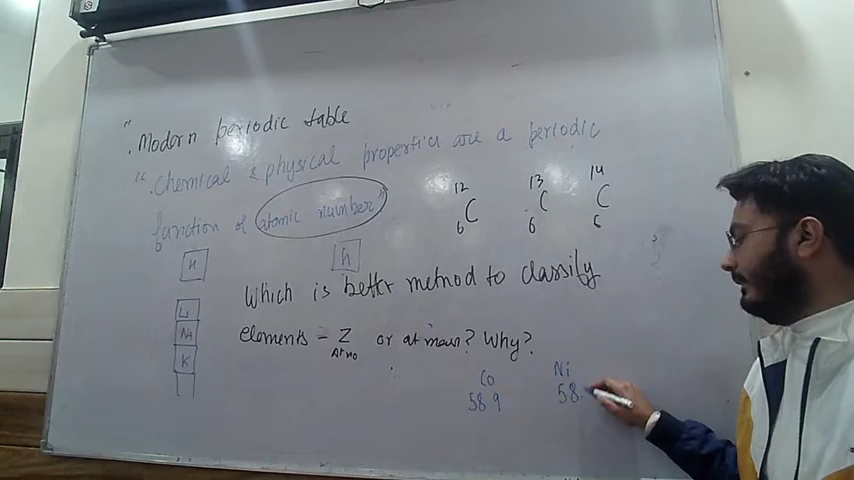 "Modern periodic table
"Chemical & physical properties are a periodic
function of atomic number"
12 13 14
C C C
6 6 6
H h
Which is better method to classify
Li
elements - Z or at mass? Why?
At no
Na
K
Co Ni
58.9 58.